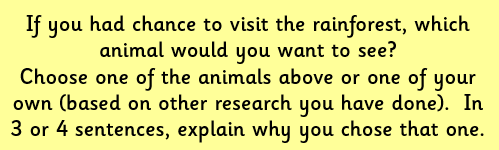 If you had chance to visit the rainforest, which
animal would you want to see?
Choose one of the animals above or one of your
own (based on other research you have done).  In
3 or 4 sentences, explain why you chose that one.